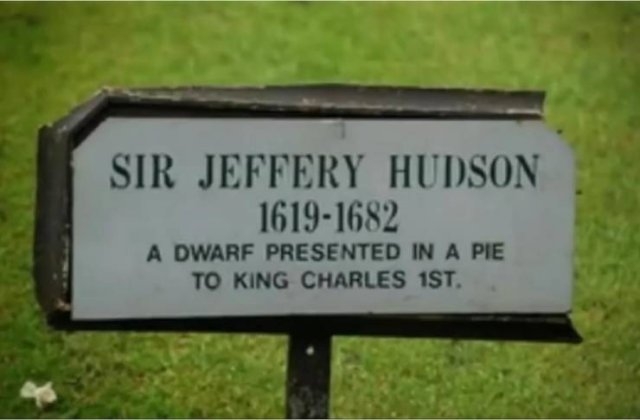 SIR JEFFERY HUDSON
1619-1682
A DWARF PRESENTED IN A PIE
TO KING CHARLES 1ST.